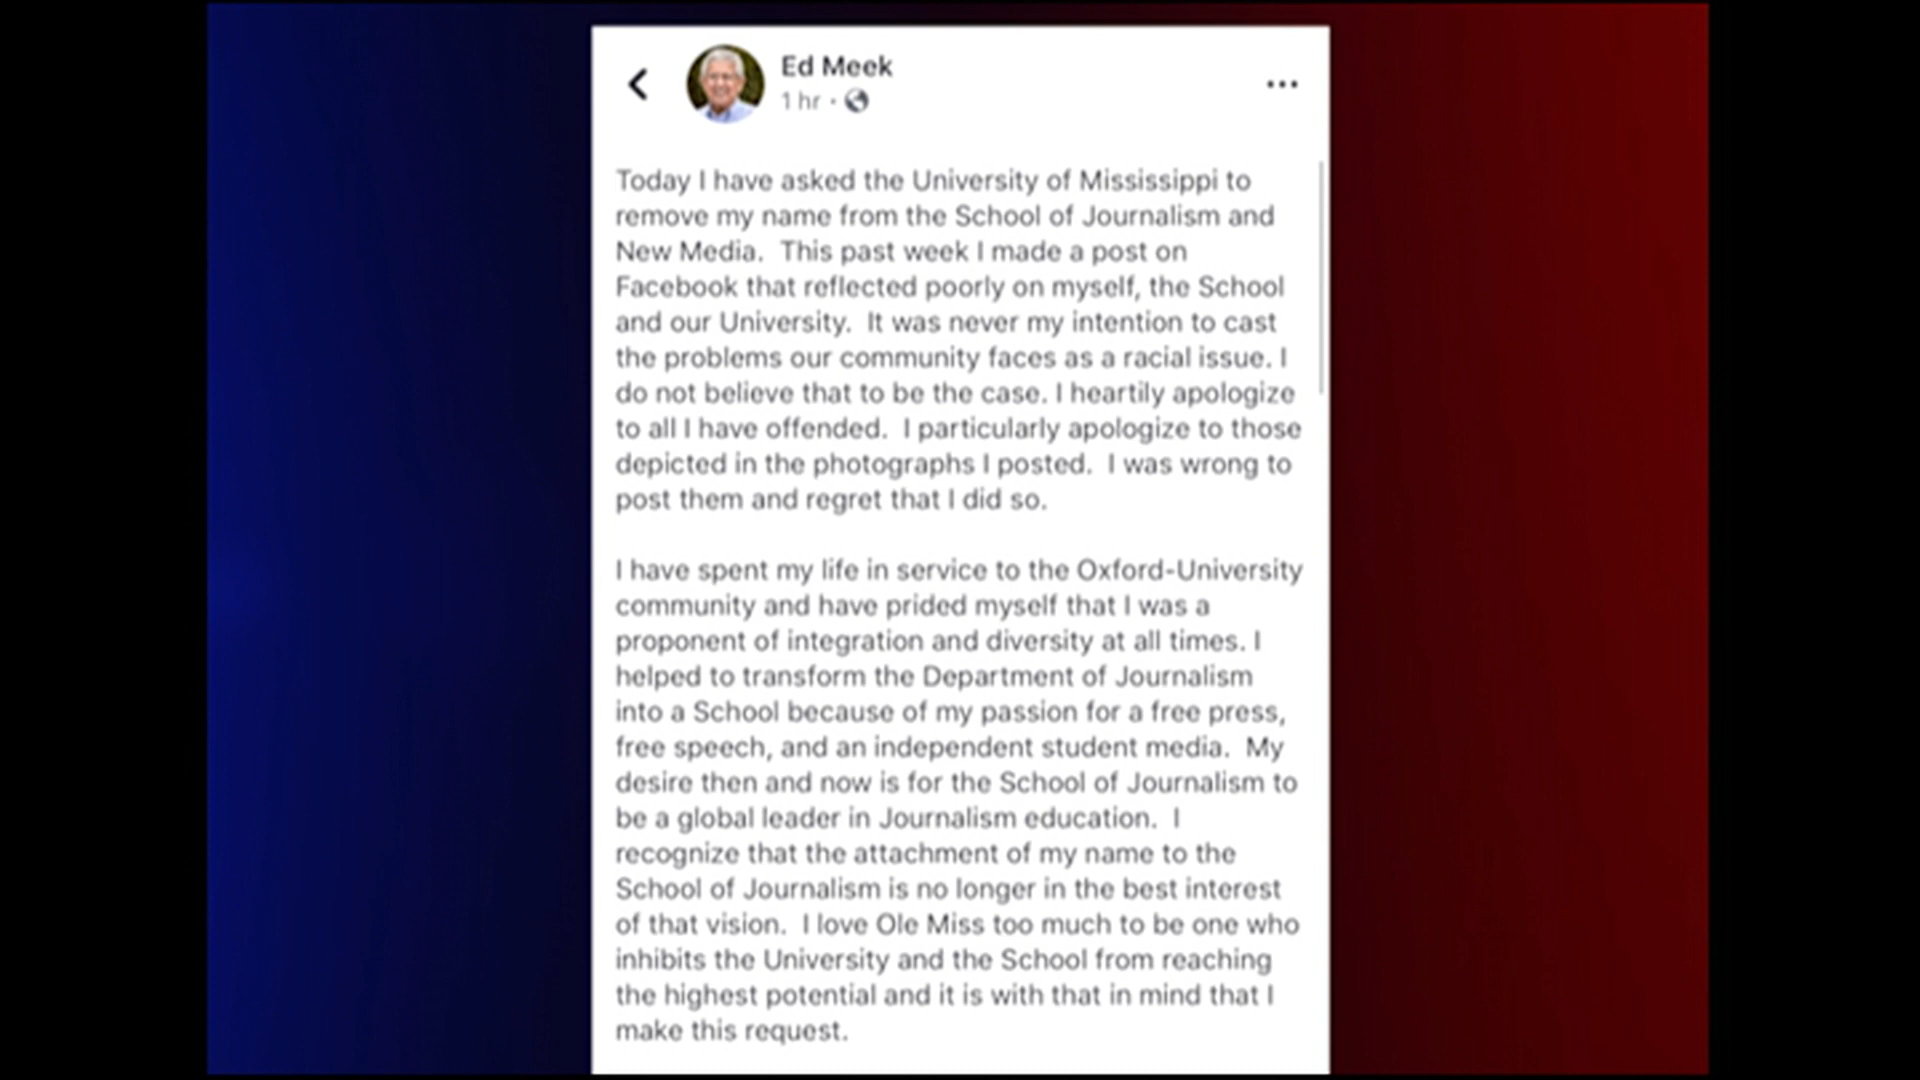 Ed Meek
1 hr ·
Today I have asked the University of Mississippi to
remove my name from the School of Journalism and
New Media.  This past week I made a post on
Facebook that reflected poorly on myself, the School
and our University.  It was never my intention to cast
the problems our community faces as a racial issue. I
do not believe that to be the case. I heartily apologize
to all I have offended.  I particularly apologize to those
depicted in the photographs I posted.  I was wrong to
post them and regret that I did so.
I have spent my life in service to the Oxford-University
community and have prided myself that I was a
proponent of integration and diversity at all times. I
helped to transform the Department of Journalism
into a School because of my passion for a free press,
free speech, and an independent student media.  My
desire then and now is for the School of Journalism to
be a global leader in Journalism education.  I
recognize that the attachment of my name to the
School of Journalism is no longer in the best interest
of that vision.  I love Ole Miss too much to be one who
inhibits the University and the School from reaching
the highest potential and it is with that in mind that I
make this request.